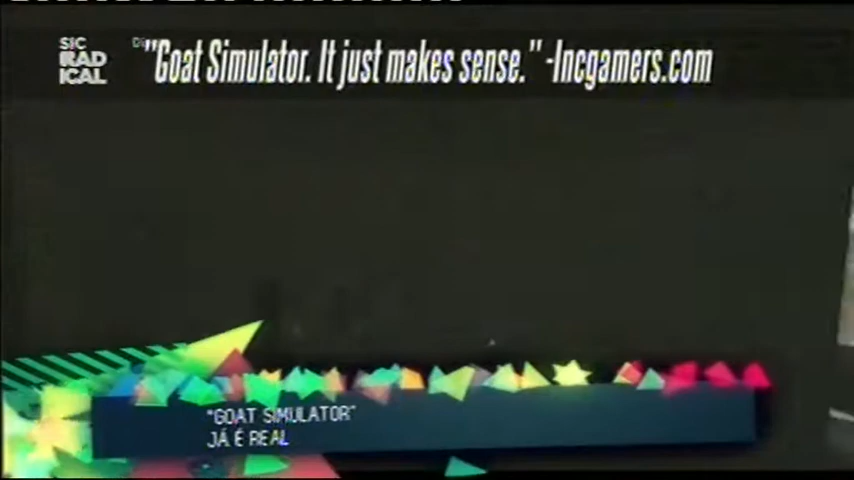 SIC
RAD
ICAL
"Goat Simulator. It just makes sense." -Incgamers.com
"GOAT SIMULATOR"
JÁ É REAL